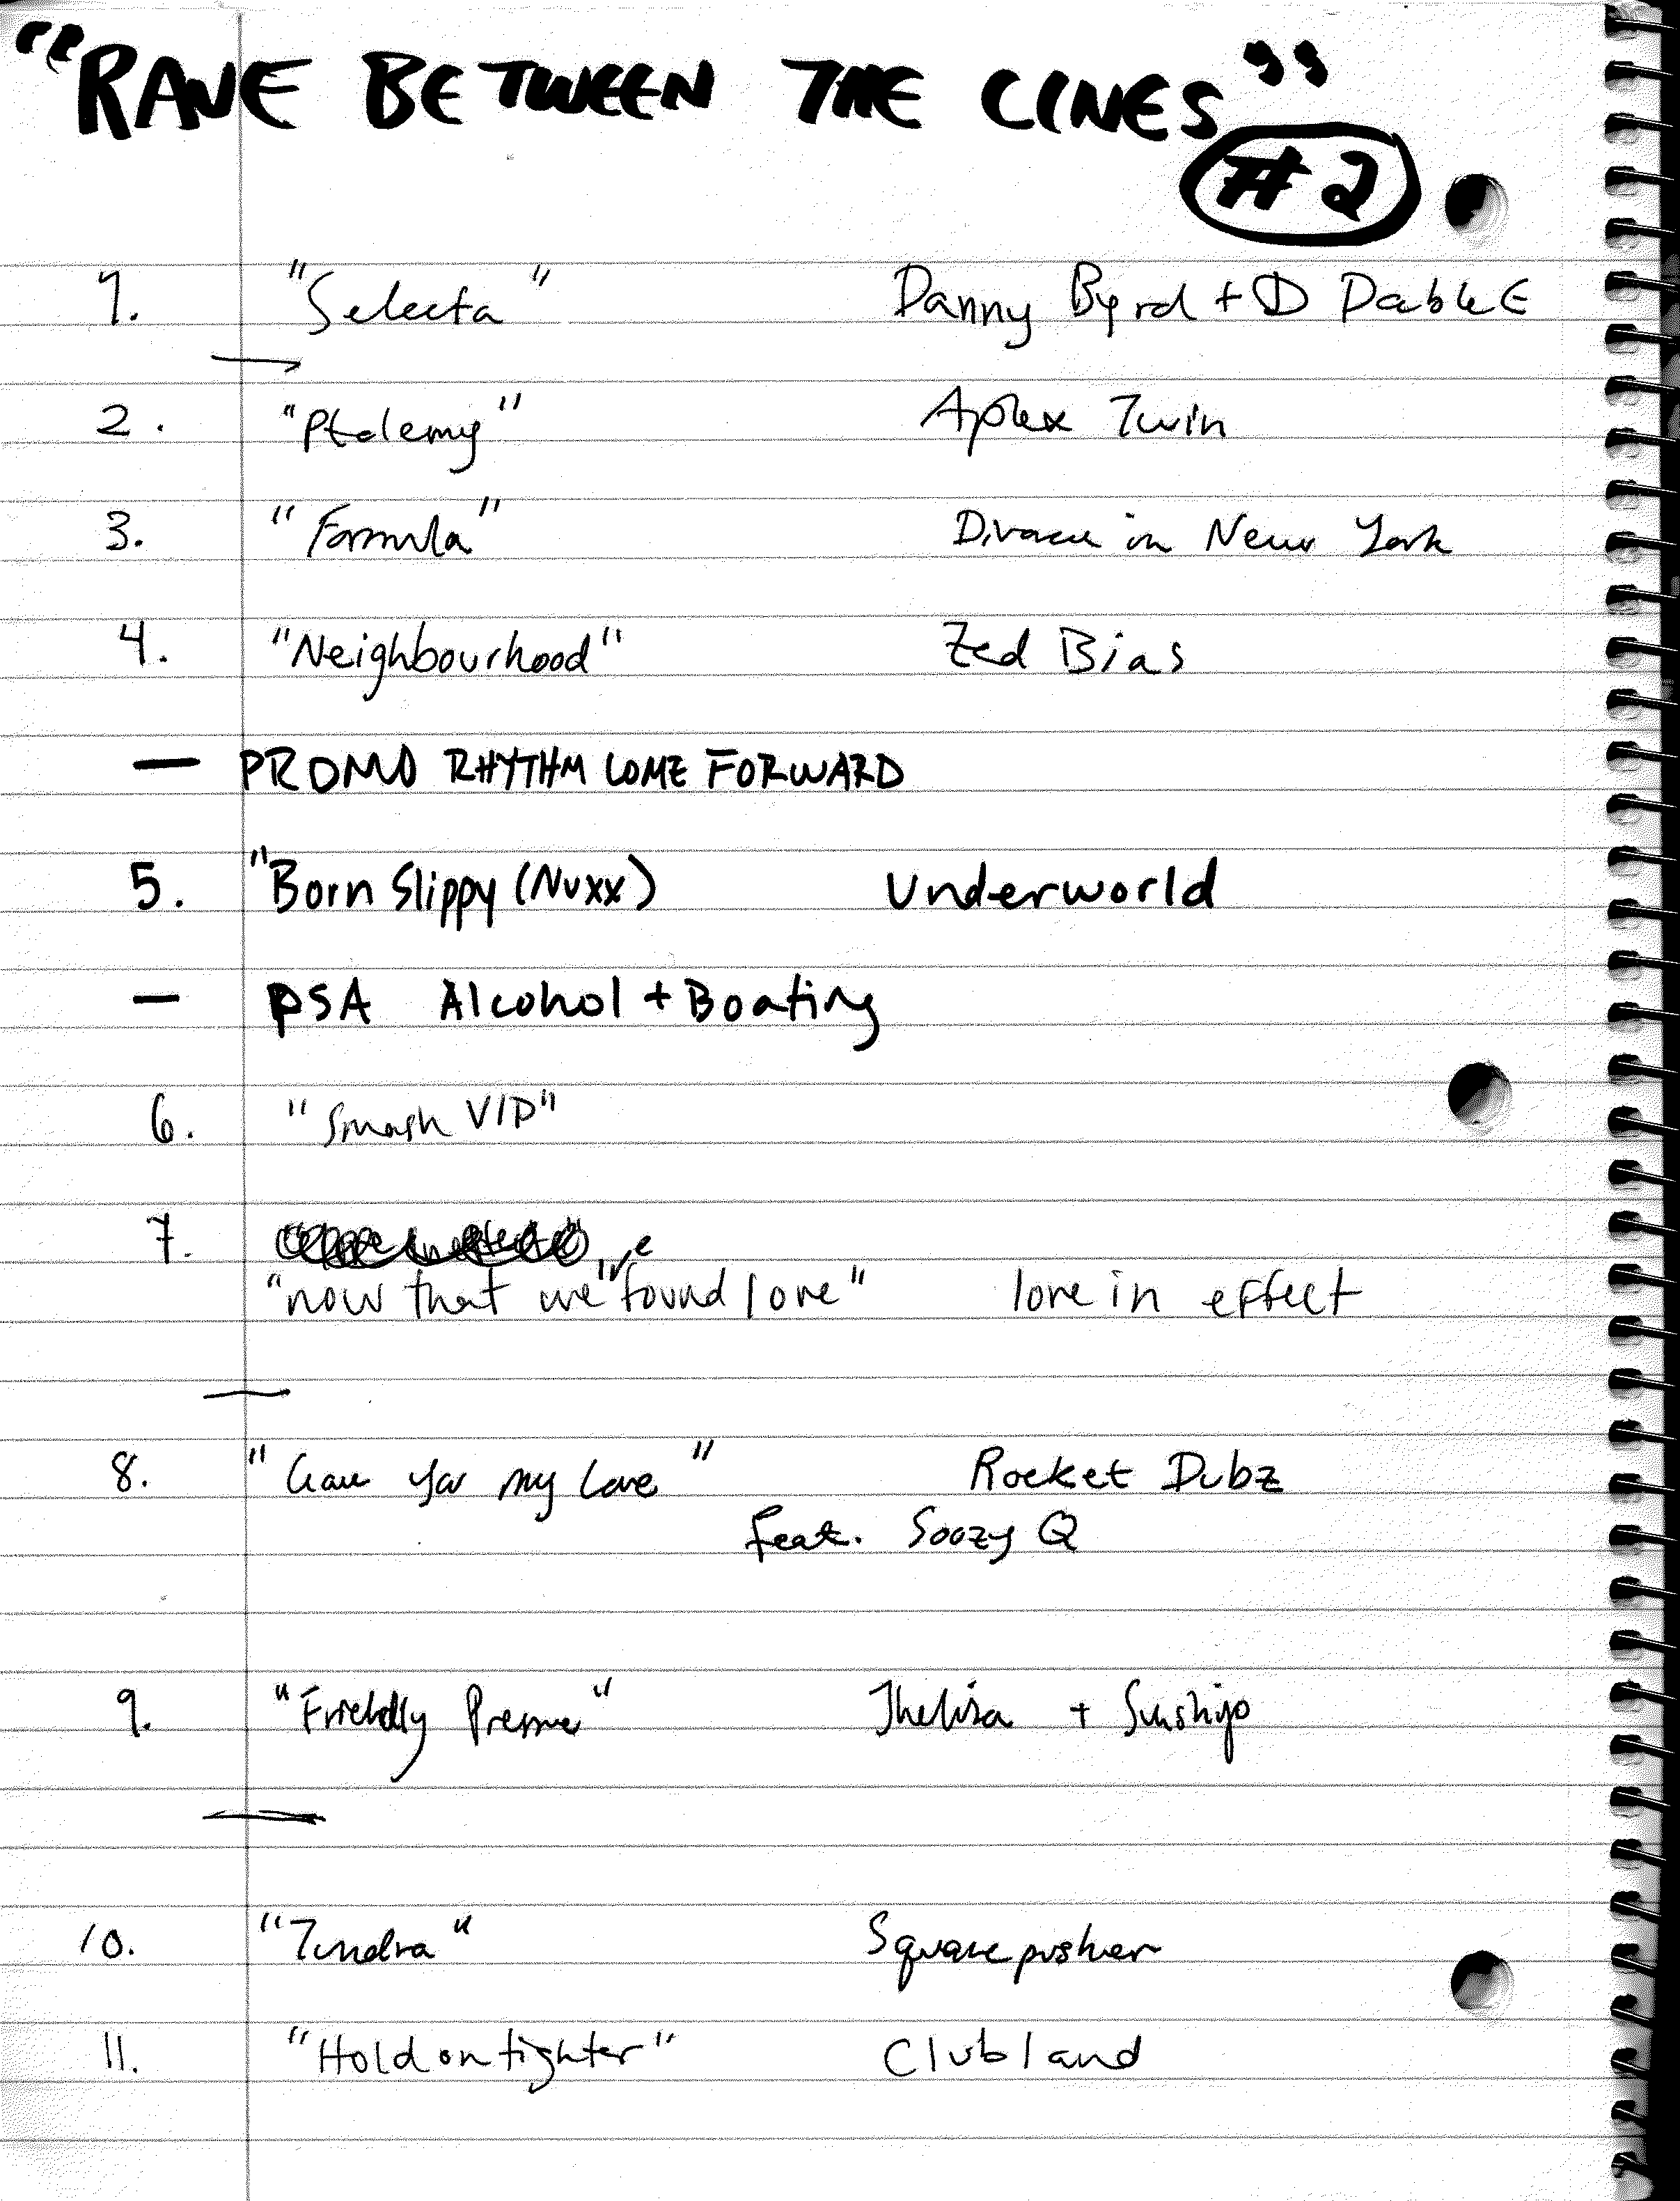 "RAVE BETWEEN THE LINES"
#2
1. "Selecta" Danny Byrd + D Double E
2. "Ptolemy" Aphex Twin
3. "Formula" Divorce in New York
4. "Neighbourhood" Zed Bias
— PROMO RHYTHM COME FORWARD
5. "Born Slippy (Nuxx) Underworld
— PSA Alcohol + Boating
6. "Smash VIP"
7.
've
"now that we found love" love in effect
8. "Gave you my love" Rocket Dubz
feat. Soozy Q
9. "Friendly Pressure" Jhelisa + Sunship
10. "Tundra" Squarepusher
11. "Hold on tighter" Clubland